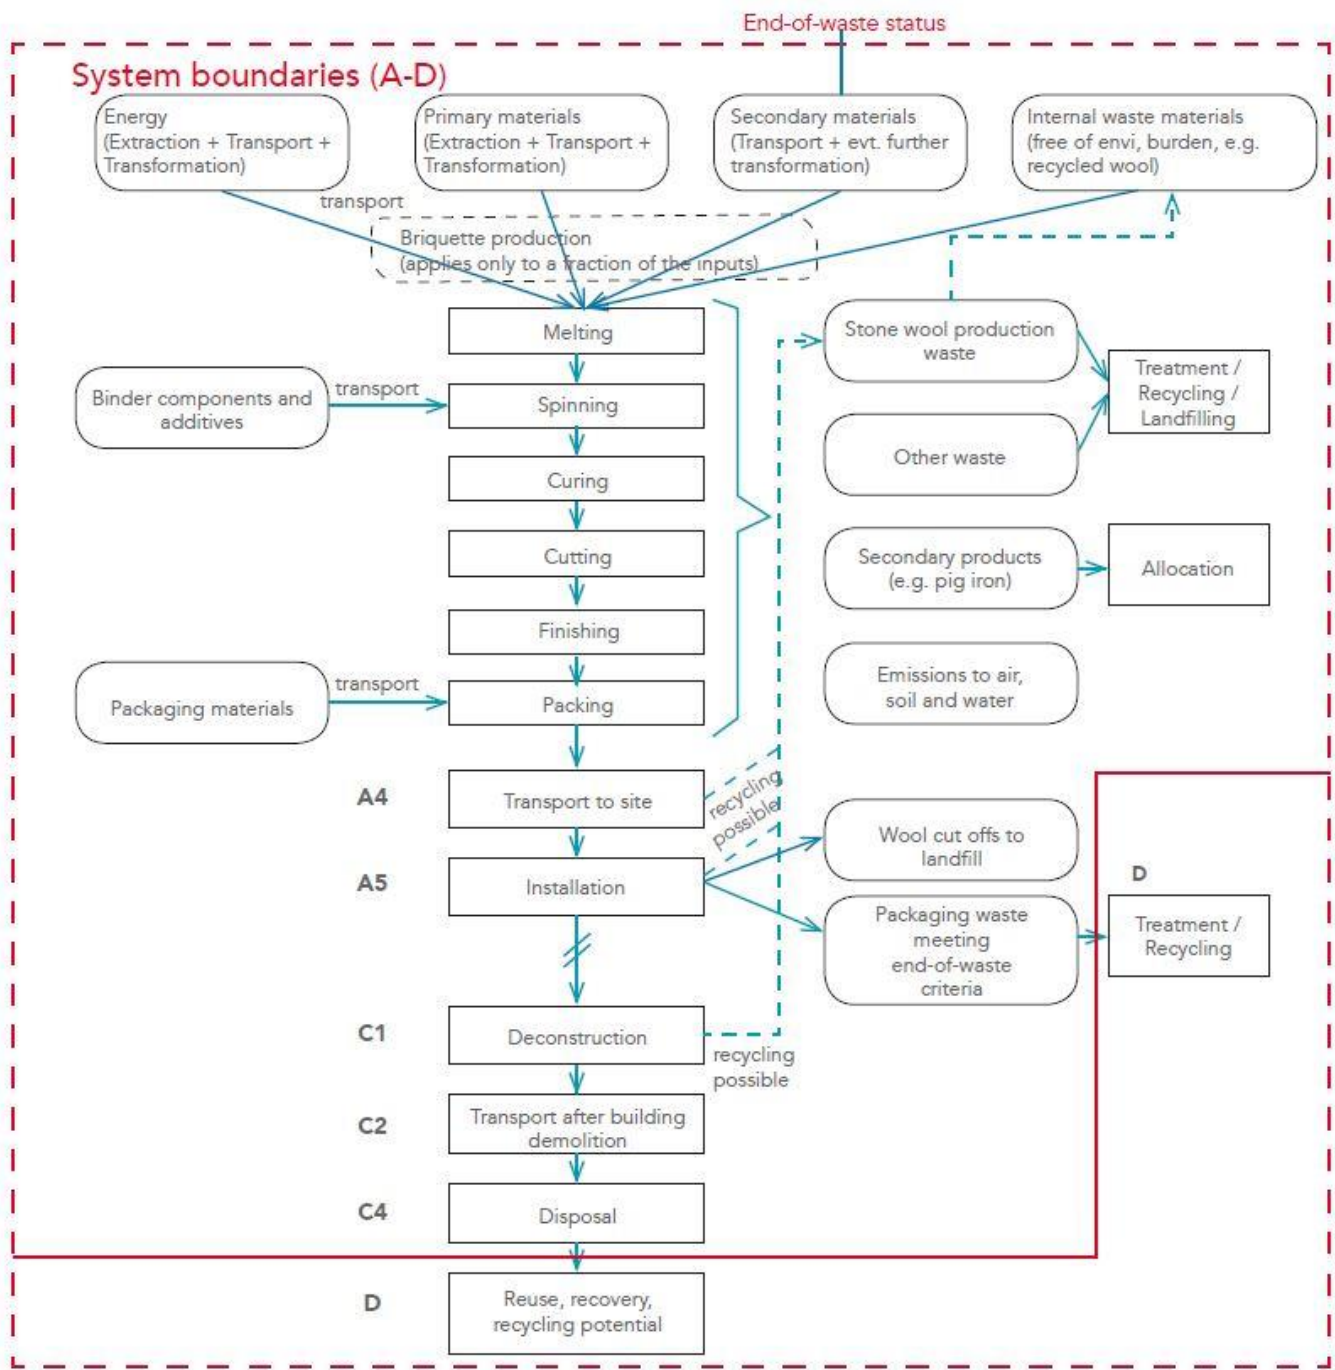 End-of-waste status
System boundaries (A-D)
Energy
(Extraction + Transport +
Transformation)
Primary materials
(Extraction + Transport +
Transformation)
Secondary materials
(Transport + evt. further
transformation)
Internal waste materials
(free of envi, burden, e.g.
recycled wool)
transport
Briquette production
(applies only to a fraction of the inputs)
Melting
Stone wool production
waste
Treatment /
Recycling /
Landfilling
Binder components and
additives
transport
Spinning
Other waste
Curing
Cutting
Secondary products
(e.g. pig iron)
Allocation
Finishing
Emissions to air,
soil and water
Packaging materials
transport
Packing
A4
Transport to site
recycling
possible
Wool cut offs to
landfill
A5
Installation
D
Packaging waste
meeting
end-of-waste
criteria
Treatment /
Recycling
C1
Deconstruction
recycling
possible
C2
Transport after building
demolition
C4
Disposal
D
Reuse, recovery,
recycling potential